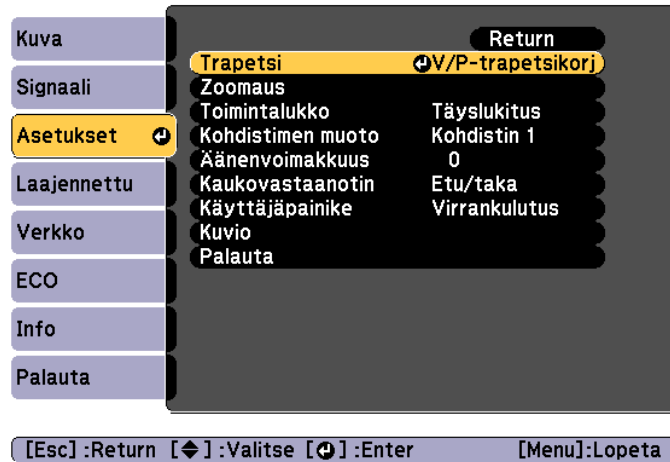 Kuva
Signaali
Asetukset
Laajennettu
Verkko
ECO
Info
Palauta
Return
Trapetsi V/P-trapetsikorj
Zoomaus
Toimintalukko Täyslukitus
Kohdistimen muoto Kohdistin 1
Äänenvoimakkuus 0
Kaukovastaanotin Etu/taka
Käyttäjäpainike Virrankulutus
Kuvio
Palauta
[Esc] :Return [◆] :Valitse [⏎] :Enter [Menu]:Lopeta